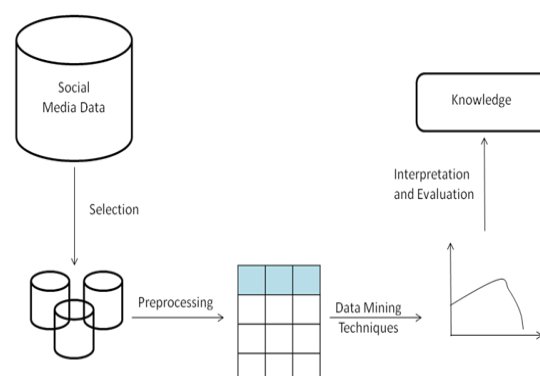 Social
Media Data
Selection
Preprocessing
Data Mining
Techniques
Interpretation
and Evaluation
Knowledge